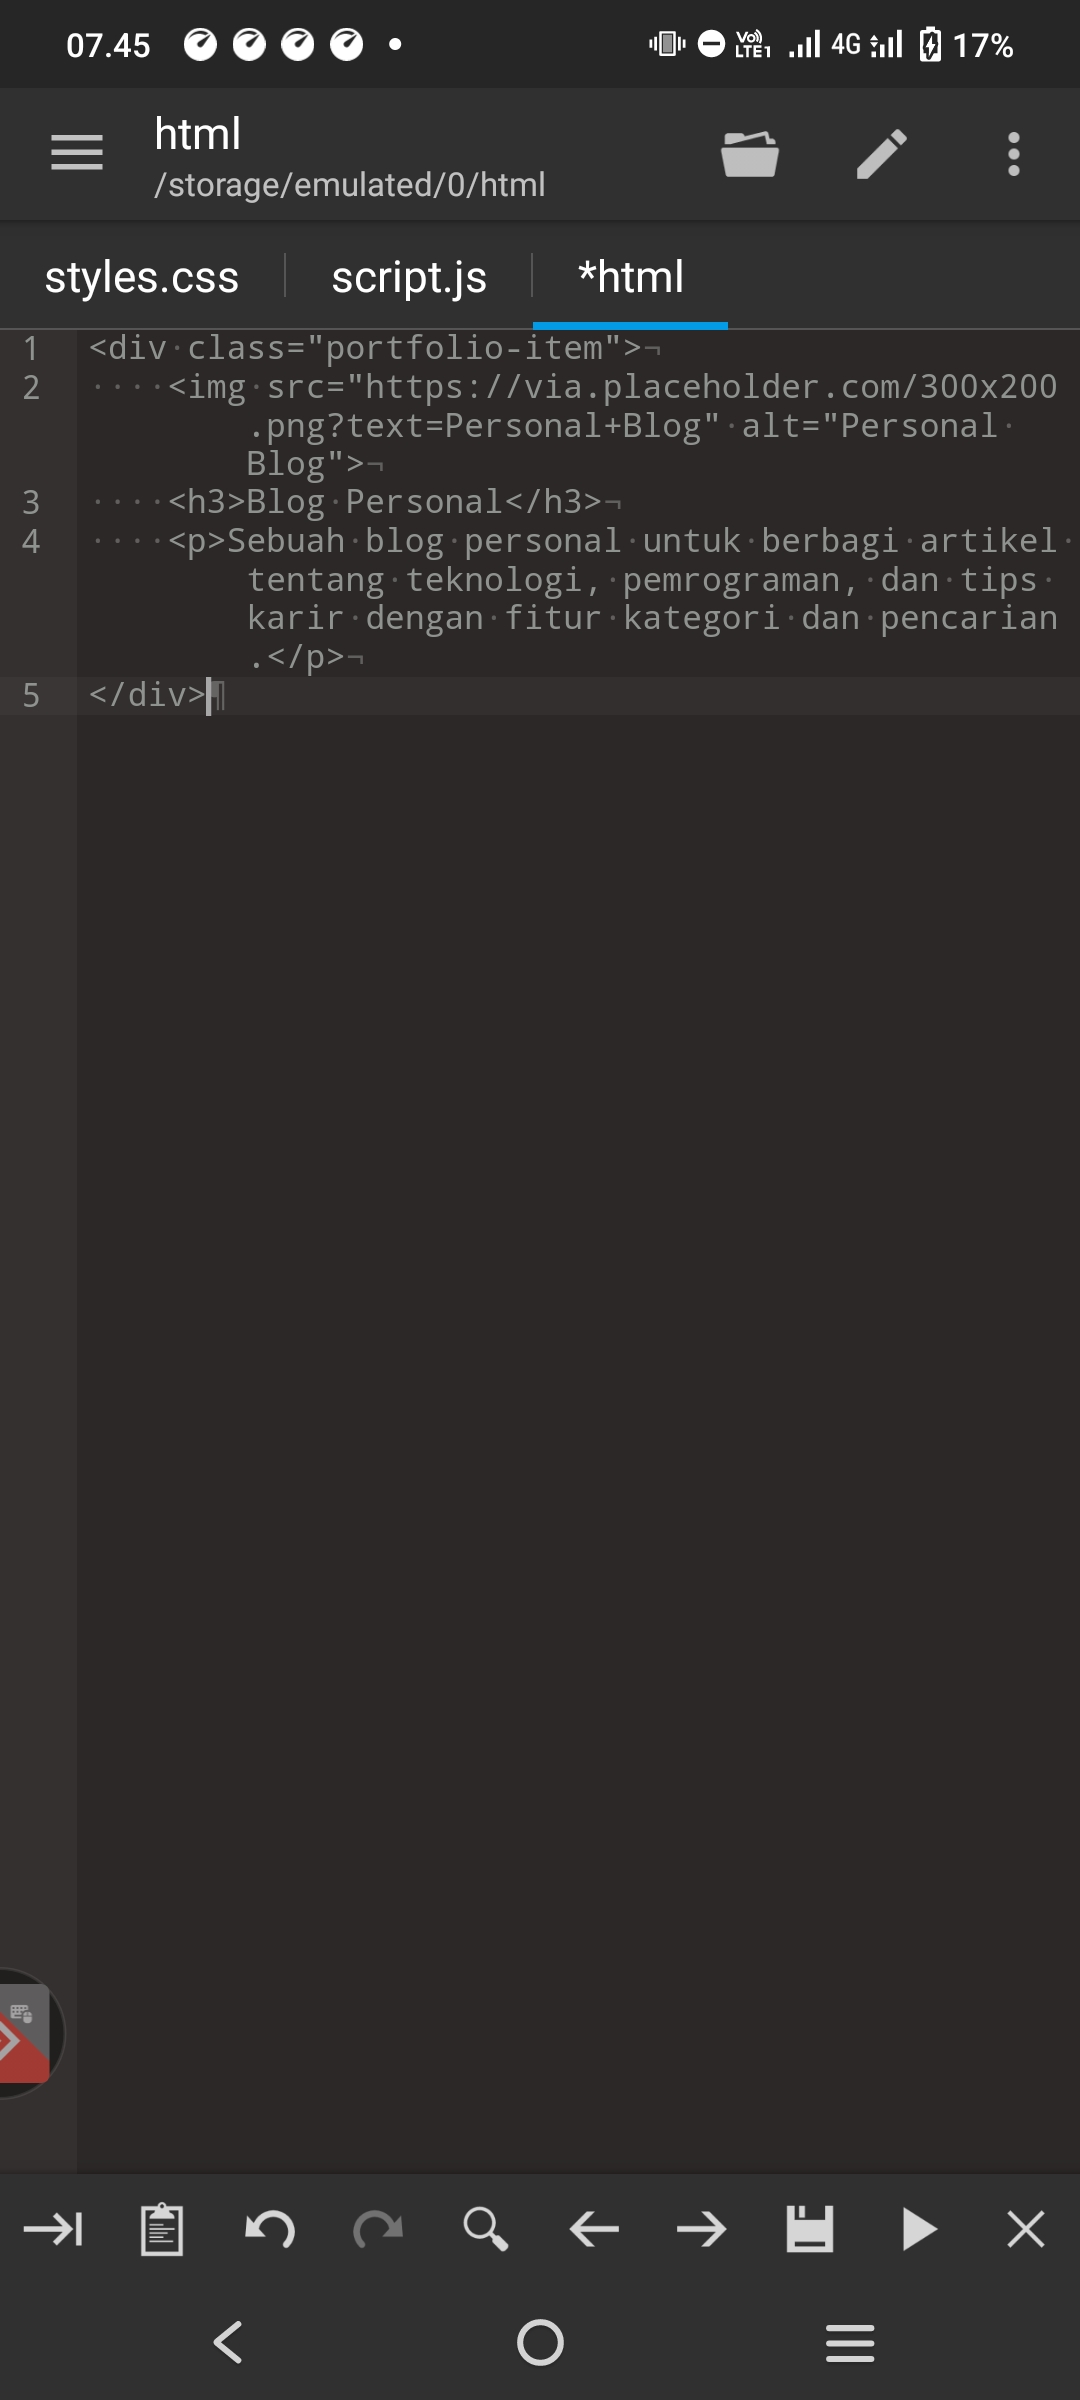 07.45 VoLTE1 4G 17%
html
/storage/emulated/0/html
styles.css script.js *html
1 <div·class="portfolio-item">¬
2 ····<img·src="https://via.placeholder.com/300x200
.png?text=Personal+Blog"·alt="Personal·
Blog">¬
3 ····<h3>Blog·Personal</h3>¬
4 ····<p>Sebuah·blog·personal·untuk·berbagi·artikel·
tentang·teknologi,·pemrograman,·dan·tips·
karir·dengan·fitur·kategori·dan·pencarian
.</p>¬
5 </div>¶